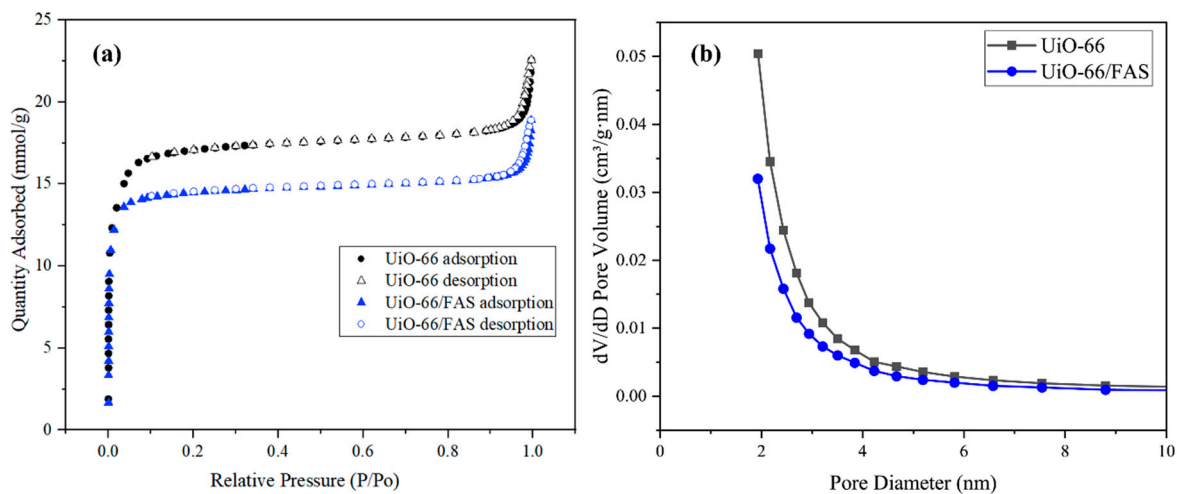 (a)
Quantity Adsorbed (mmol/g)
25
20
15
10
5
0
UiO-66 adsorption
UiO-66 desorption
UiO-66/FAS adsorption
UiO-66/FAS desorption
0.0 0.2 0.4 0.6 0.8 1.0
Relative Pressure (P/Po)
(b)
UiO-66
UiO-66/FAS
dV/dD Pore Volume (cm³/g·nm)
0.05
0.04
0.03
0.02
0.01
0.00
0 2 4 6 8 10
Pore Diameter (nm)